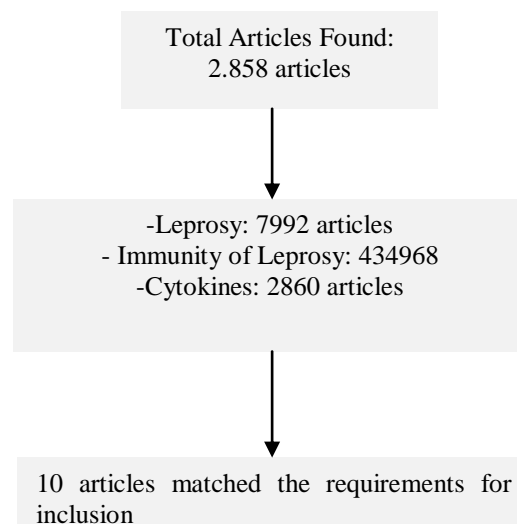 Total Articles Found:
2.858 articles
-Leprosy: 7992 articles
- Immunity of Leprosy: 434968
-Cytokines: 2860 articles
10 articles matched the requirements for
inclusion